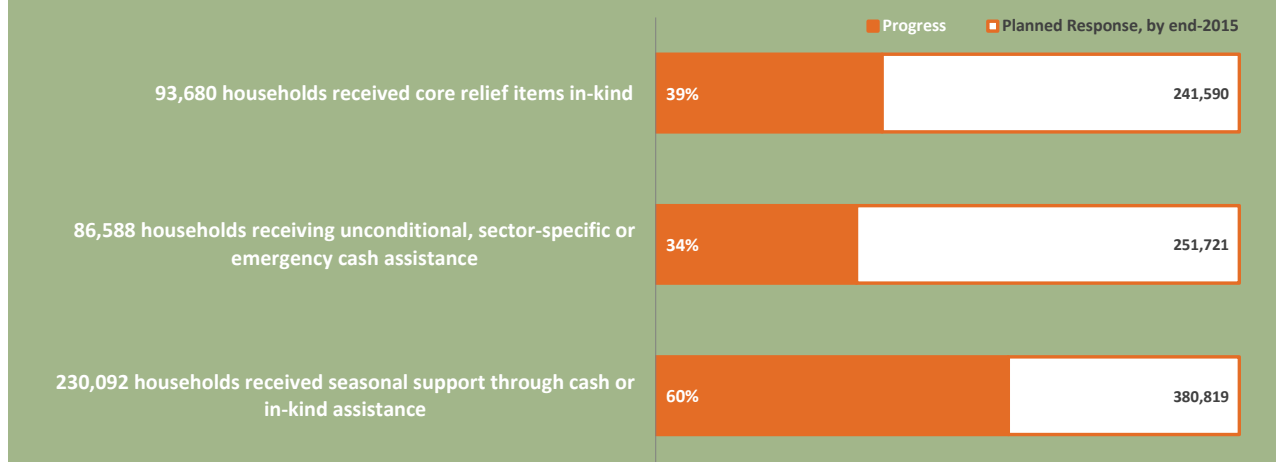 Progress
Planned Response, by end-2015
93,680 households received core relief items in-kind
39%
241,590
86,588 households receiving unconditional, sector-specific or
emergency cash assistance
34%
251,721
230,092 households received seasonal support through cash or
in-kind assistance
60%
380,819